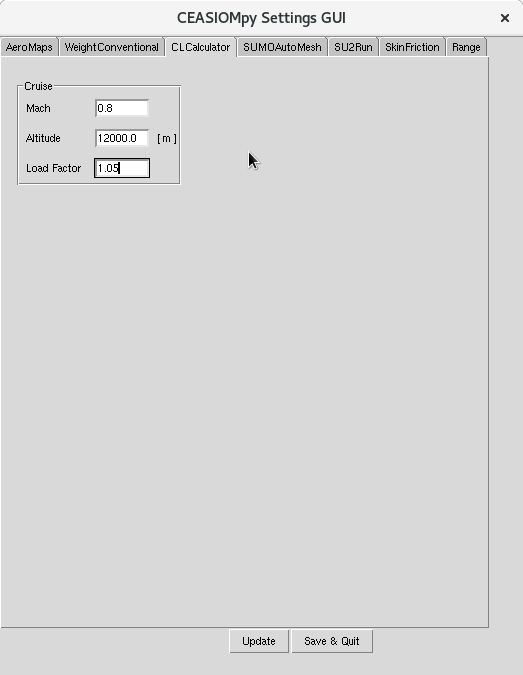 CEASIOMpy Settings GUI
AeroMaps WeightConventional CLCalculator SUMOAutoMesh SU2Run SkinFriction Range
Cruise
Mach 0.8
Altitude 12000.0 [m]
Load Factor 1.05
Update Save & Quit